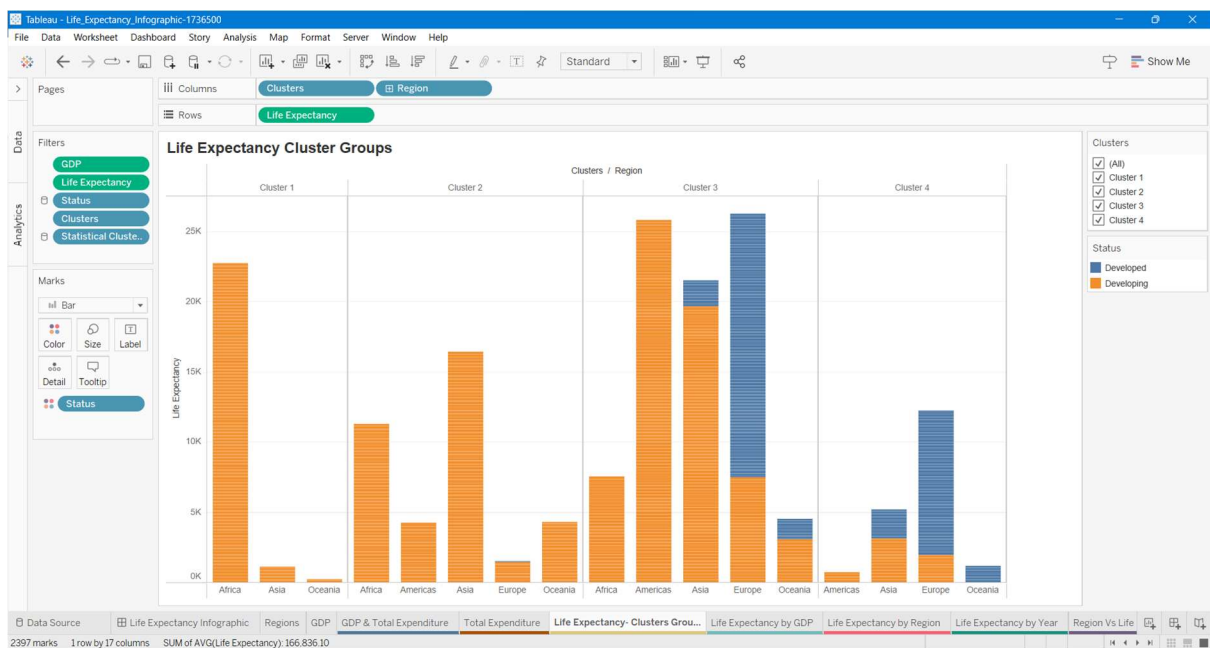 Tableau - Life_Expectancy_Infographic-1736500
File Data Worksheet Dashboard Story Analysis Map Format Server Window Help
Standard
Show Me
Pages
Columns
Clusters
Region
Rows
Life Expectancy
Data
Analytics
Filters
GDP
Life Expectancy
Status
Clusters
Statistical Cluste..
Marks
Bar
Color Size Label
Detail Tooltip
Status
Life Expectancy Cluster Groups
Clusters / Region
Cluster 1 Cluster 2 Cluster 3 Cluster 4
Life Expectancy
25K
20K
15K
10K
5K
0K
Africa Asia Oceania Africa Americas Asia Europe Oceania Africa Americas Asia Europe Oceania Americas Asia Europe Oceania
Clusters
(All)
Cluster 1
Cluster 2
Cluster 3
Cluster 4
Status
Developed
Developing
Data Source Life Expectancy Infographic Regions GDP GDP & Total Expenditure Total Expenditure Life Expectancy- Clusters Grou... Life Expectancy by GDP Life Expectancy by Region Life Expectancy by Year Region Vs Life
2397 marks 1 row by 17 columns SUM of AVG(Life Expectancy): 166,836.10